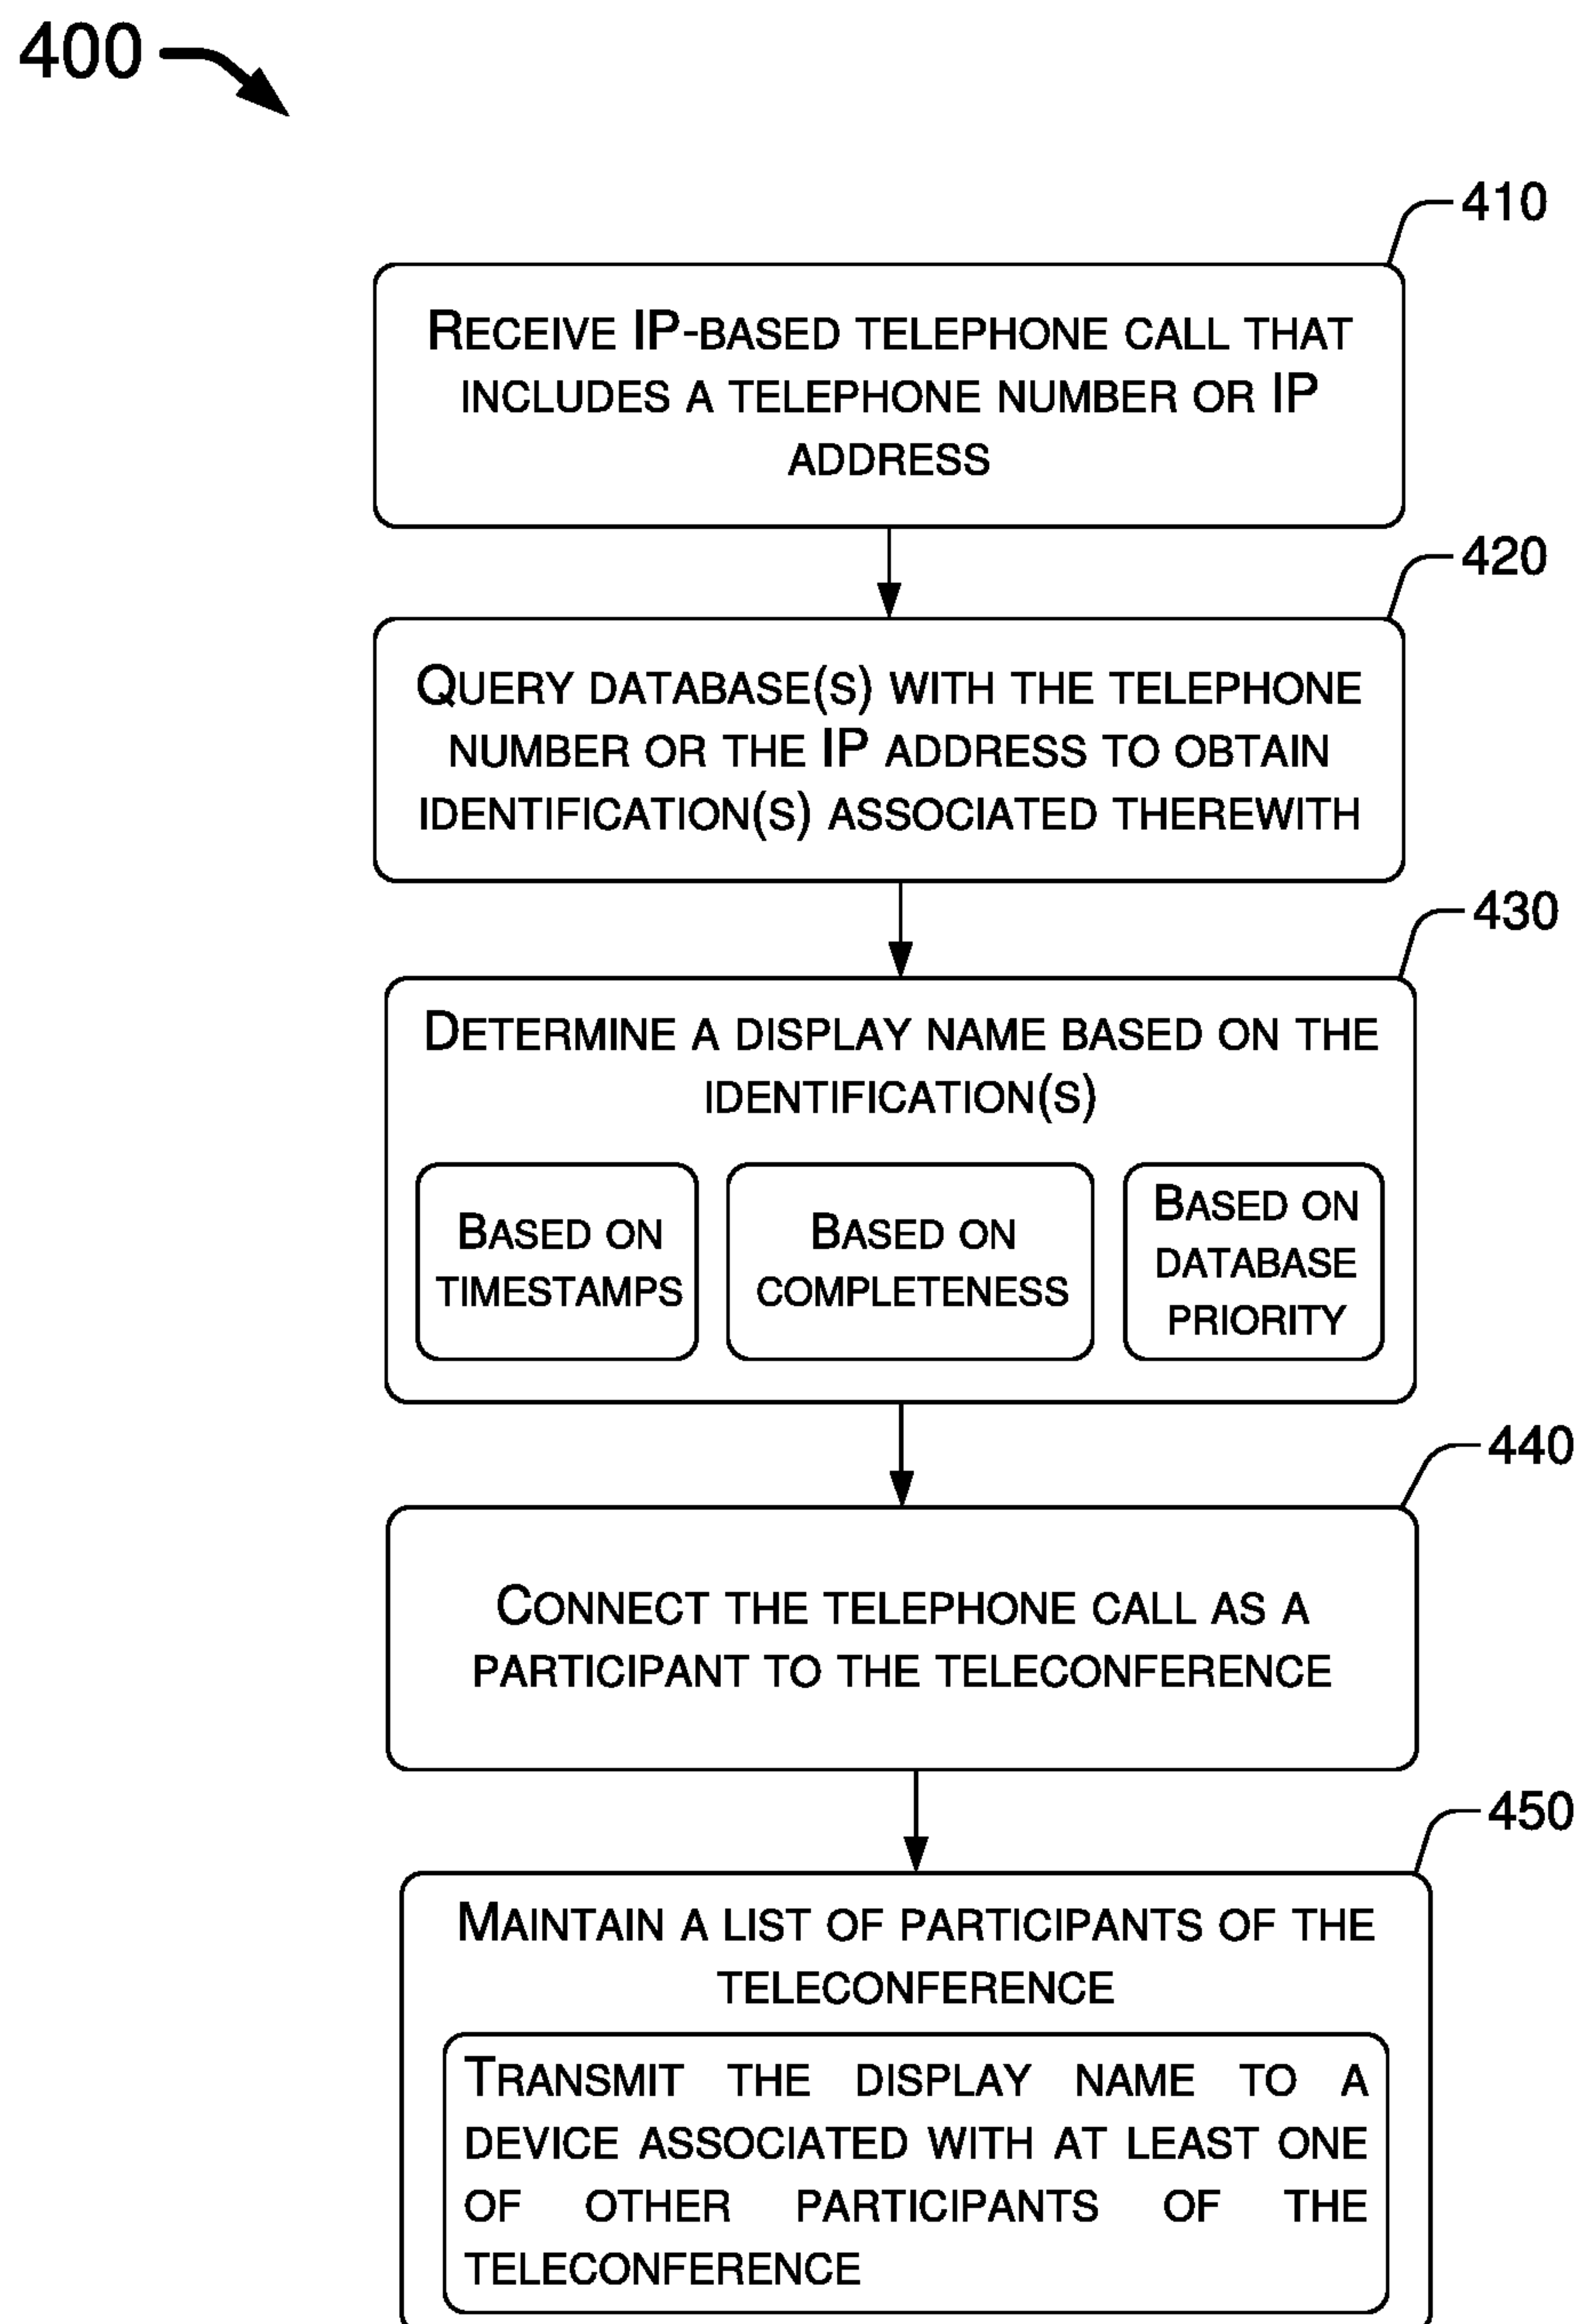 400
410
RECEIVE IP-BASED TELEPHONE CALL THAT
INCLUDES A TELEPHONE NUMBER OR IP
ADDRESS
420
QUERY DATABASE(S) WITH THE TELEPHONE
NUMBER OR THE IP ADDRESS TO OBTAIN
IDENTIFICATION(S) ASSOCIATED THEREWITH
430
DETERMINE A DISPLAY NAME BASED ON THE
IDENTIFICATION(S)
BASED ON
TIMESTAMPS
BASED ON
COMPLETENESS
BASED ON
DATABASE
PRIORITY
440
CONNECT THE TELEPHONE CALL AS A
PARTICIPANT TO THE TELECONFERENCE
450
MAINTAIN A LIST OF PARTICIPANTS OF THE
TELECONFERENCE
TRANSMIT THE DISPLAY NAME TO A
DEVICE ASSOCIATED WITH AT LEAST ONE
OF OTHER PARTICIPANTS OF THE
TELECONFERENCE